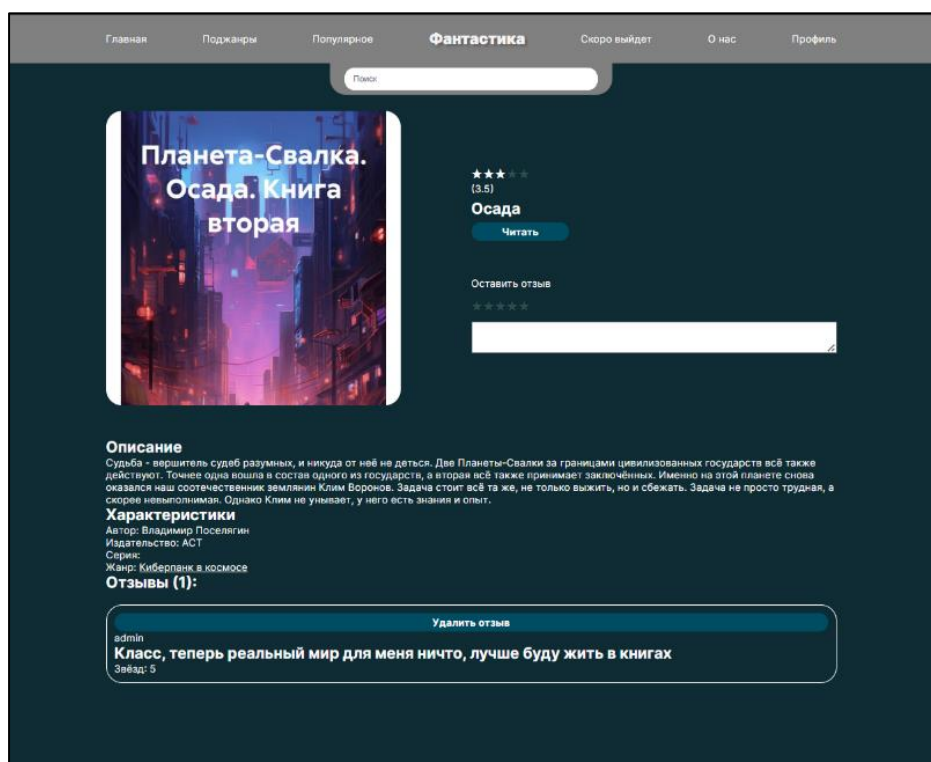 Главная Поджанры Популярное Фантастика Скоро выйдет О нас Профиль
Поиск
Планета-Свалка.
Осада. Книга
вторая
(3.5)
Осада
Читать
Оставить отзыв
Описание
Судьба - вершитель судеб разумных, и никуда от неё не деться. Две Планеты-Свалки за границами цивилизованных государств всё также
действуют. Точнее одна вошла в состав одного из государств, а вторая всё также принимает заключённых. Именно на этой планете снова
оказался наш соотечественник землянин Клим Воронов. Задача стоит всё та же, не только выжить, но и сбежать. Задача не просто трудная, а
скорее невыполнимая. Однако Клим не унывает, у него есть знания и опыт.
Характеристики
Автор: Владимир Поселягин
Издательство: АСТ
Серия:
Жанр: Киберпанк в космосе
Отзывы (1):
Удалить отзыв
admin
Класс, теперь реальный мир для меня ничто, лучше буду жить в книгах
Звёзд: 5